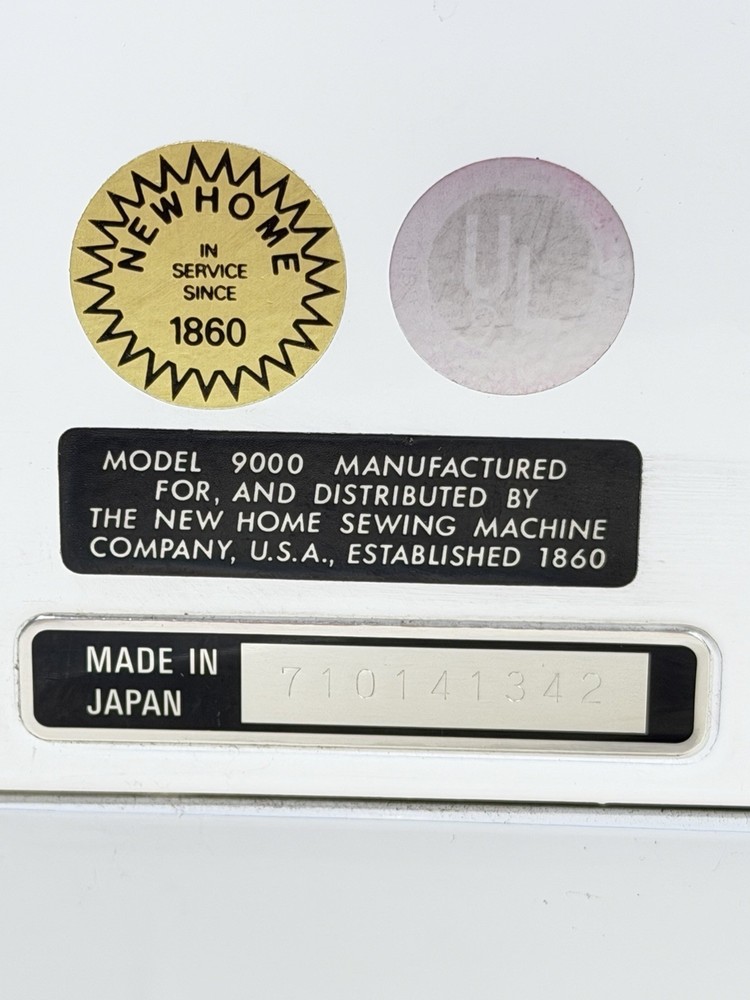 NEW HOME
IN
SERVICE
SINCE
1860
UL
MODEL 9000 MANUFACTURED
FOR, AND DISTRIBUTED BY
THE NEW HOME SEWING MACHINE
COMPANY, U.S.A., ESTABLISHED 1860
MADE IN
JAPAN
710141342